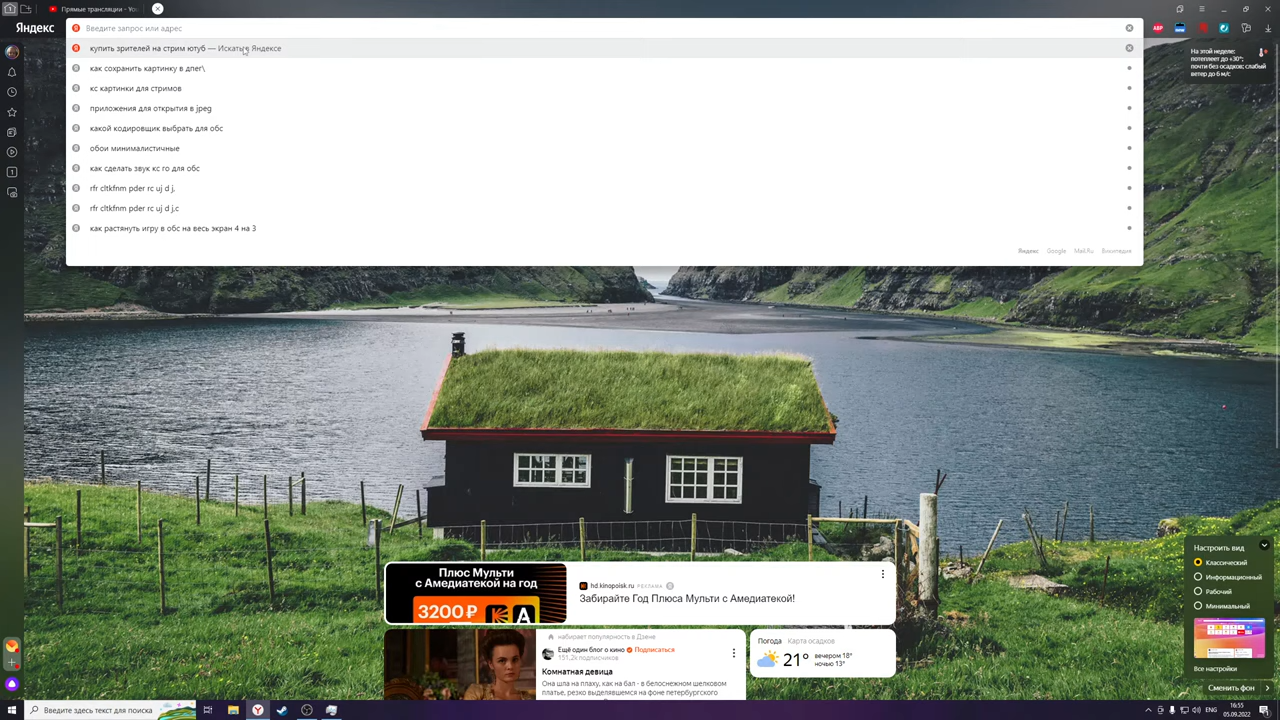 Прямые трансляции - You
Яндекс
Введите запрос или адрес
ABP
купить зрителей на стрим ютуб — Искать в Яндексе
как сохранить картинку в дпег\
кс картинки для стримов
приложения для открытия в jpeg
какой кодировщик выбрать для обс
обои минималистичные
как сделать звук кс го для обс
rfr cltkfnm pder rc uj d j,
rfr cltkfnm pder rc uj d j,c
как растянуть игру в обс на весь экран 4 на 3
Яндекс Google Mail.Ru Википедия
На этой неделе:
потеплеет до +30°;
почти без осадков; слабый
ветер до 6 м/с
Настроить вид
Классический
Информационный
Рабочий
Минимальный
Все настройки
Сменить фон
Плюс Мульти
с Амедиатекой на год
3200 ₽
A
hd.kinopoisk.ru РЕКЛАМА
Забирайте Год Плюса Мульти с Амедиатекой!
набирает популярность в Дзене
Ещё один блог о кино Подписаться
151,2k подписчиков
Комнатная девица
Она шла на плаху, как на бал - в белоснежном шелковом
платье, резко выделявшемся на фоне петербургского
Погода Карта осадков
21° вечером 18°
ночью 13°
Введите здесь текст для поиска
ENG
16:55
05.09.2022